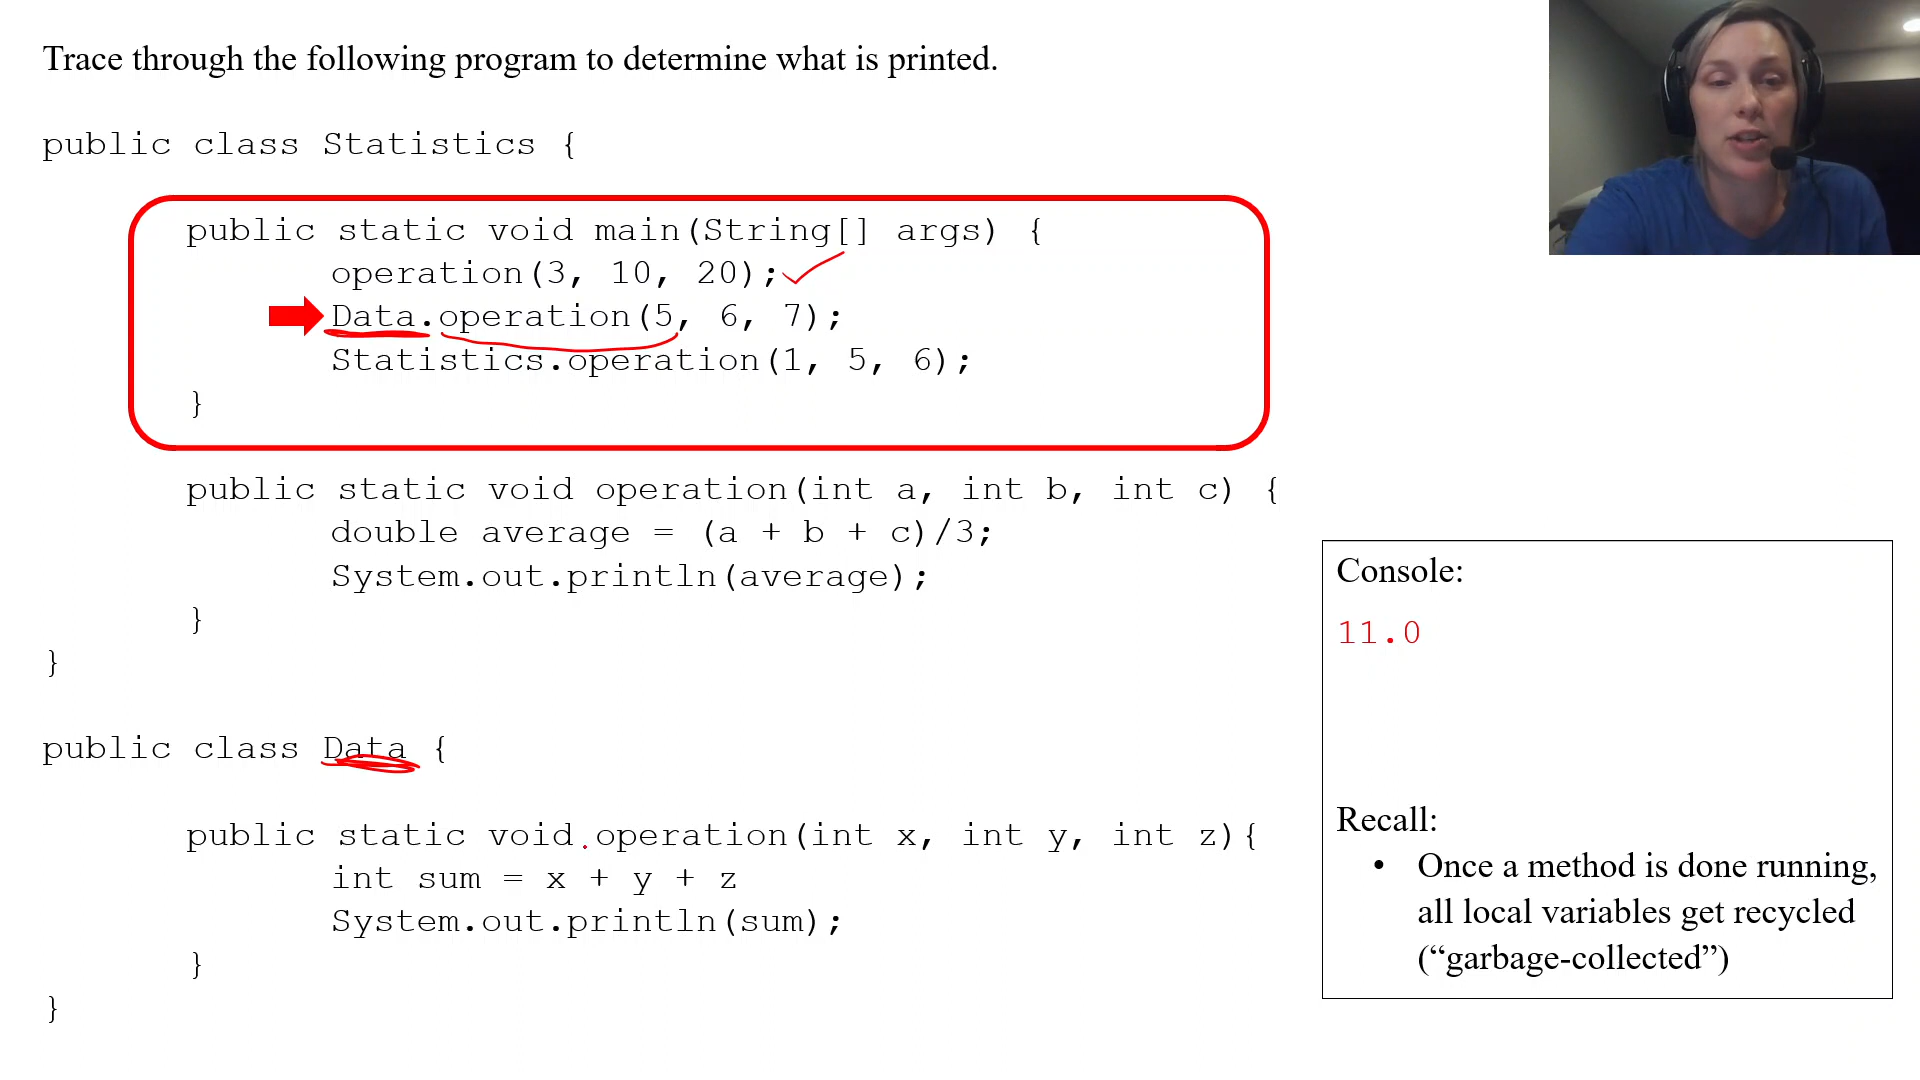 Trace through the following program to determine what is printed.
public class Statistics {
public static void main(String[] args) {
operation(3, 10, 20);
Data.operation(5, 6, 7);
Statistics.operation(1, 5, 6);
}
public static void operation(int a, int b, int c) {
double average = (a + b + c)/3;
System.out.println(average);
}
}
public class Data {
public static void operation(int x, int y, int z){
int sum = x + y + z
System.out.println(sum);
}
}
Console:
11.0
Recall:
• Once a method is done running,
all local variables get recycled
(“garbage-collected”)